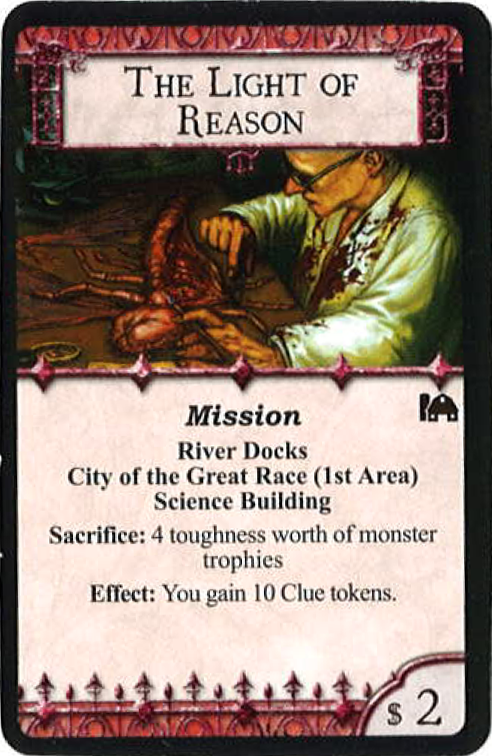 THE LIGHT OF
REASON
Mission
River Docks
City of the Great Race (1st Area)
Science Building
Sacrifice: 4 toughness worth of monster
trophies
Effect: You gain 10 Clue tokens.
$ 2